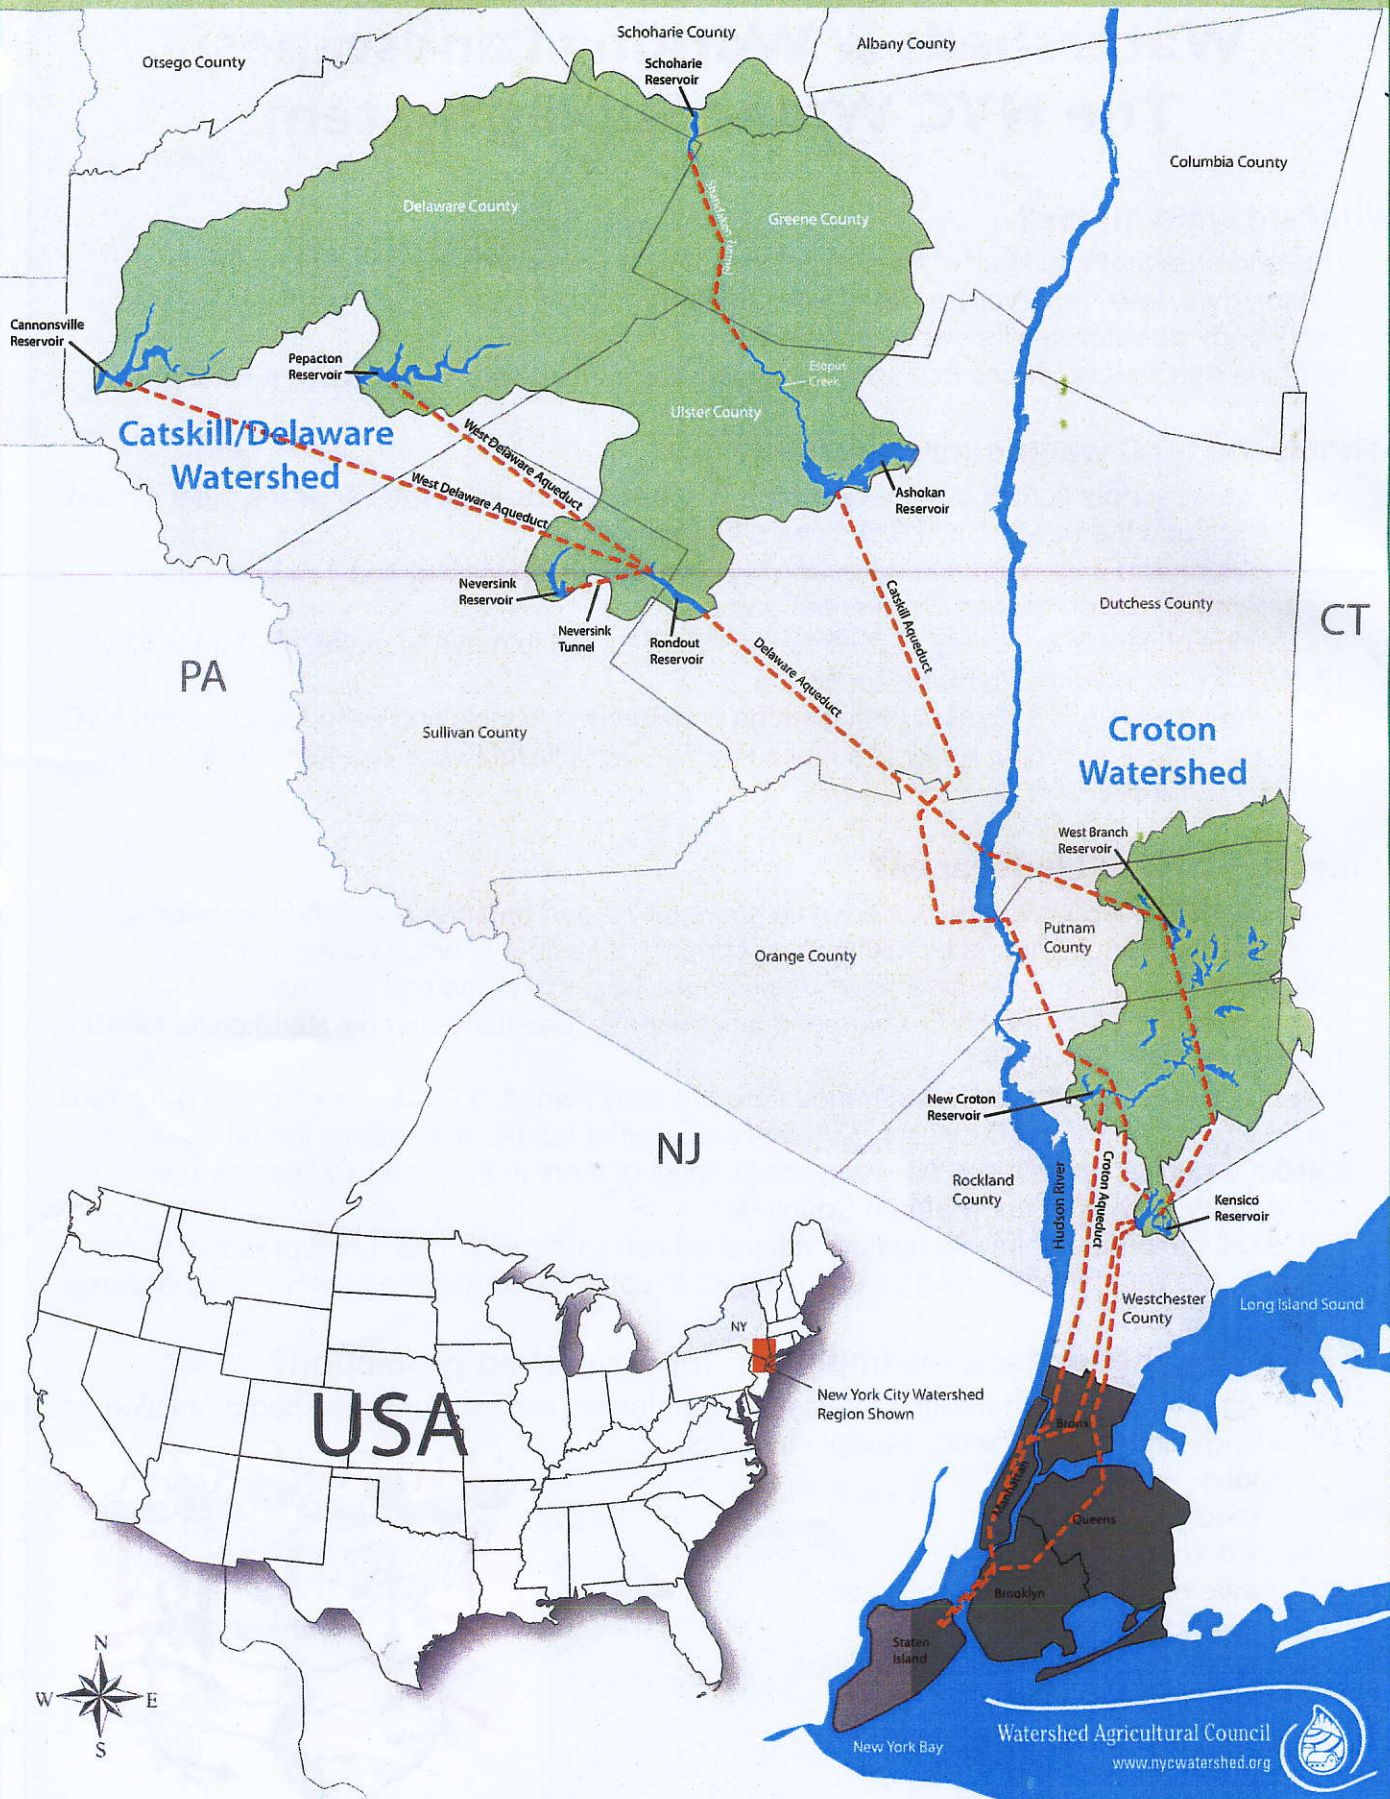 Otsego County
Schoharie County
Albany County
Schoharie
Reservoir
Columbia County
Delaware County
Greene County
Shandaken Tunnel
Cannonsville
Reservoir
Pepacton
Reservoir
Esopus
Creek
Ulster County
Catskill/Delaware
Watershed
West Delaware Aqueduct
West Delaware Aqueduct
Ashokan
Reservoir
Neversink
Reservoir
Neversink
Tunnel
Rondout
Reservoir
Catskill Aqueduct
Delaware Aqueduct
Dutchess County
CT
PA
Sullivan County
Croton
Watershed
West Branch
Reservoir
Putnam
County
Orange County
New Croton
Reservoir
NJ
Rockland
County
Hudson River
Croton Aqueduct
Kensico
Reservoir
Westchester
County
Long Island Sound
NY
USA
New York City Watershed
Region Shown
Bronx
Manhattan
Queens
Brooklyn
Staten
Island
N
W E
S
New York Bay
Watershed Agricultural Council
www.nycwatershed.org